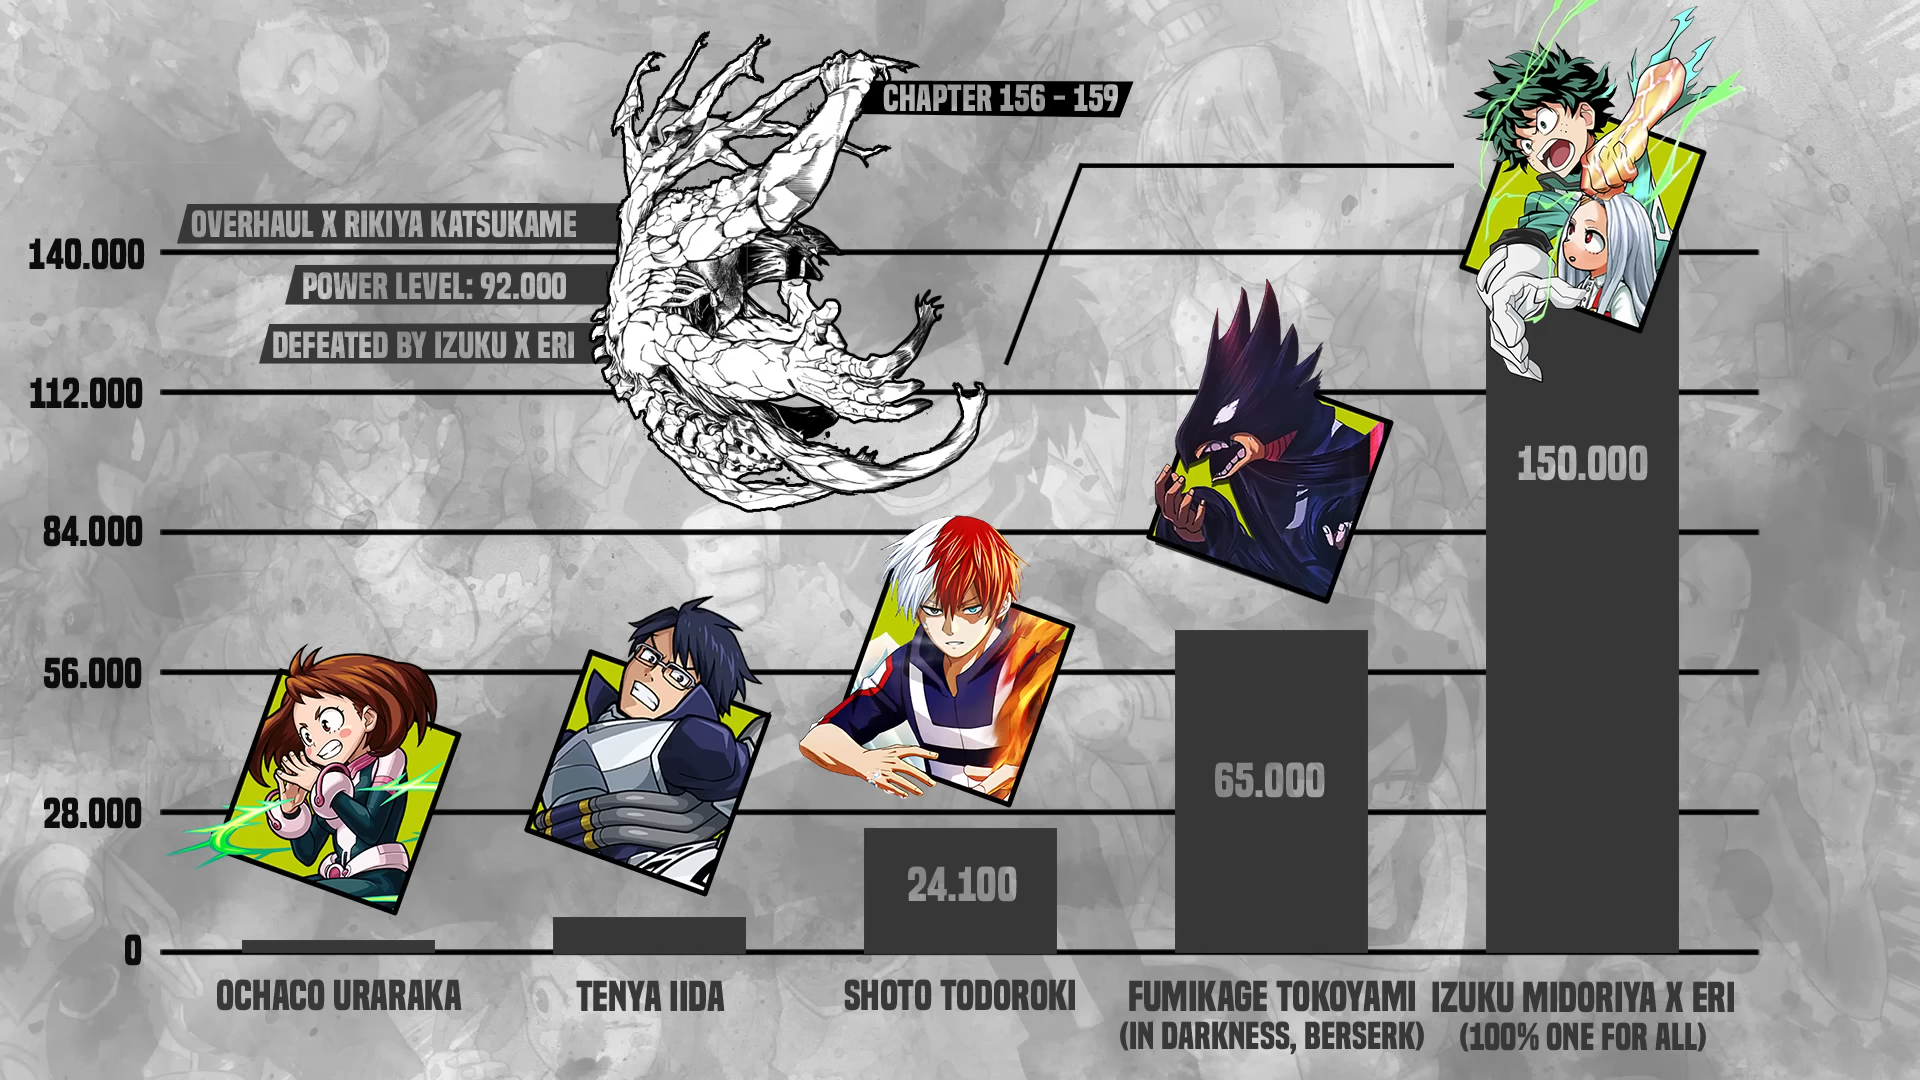 CHAPTER 156 - 159
OVERHAUL X RIKIYA KATSUKAME
140.000
POWER LEVEL: 92.000
DEFEATED BY IZUKU X ERI
112.000
150.000
84.000
56.000
65.000
28.000
24.100
0
OCHACO URARAKA
TENYA IIDA
SHOTO TODOROKI
FUMIKAGE TOKOYAMI
(IN DARKNESS, BERSERK)
IZUKU MIDORIYA X ERI
(100% ONE FOR ALL)